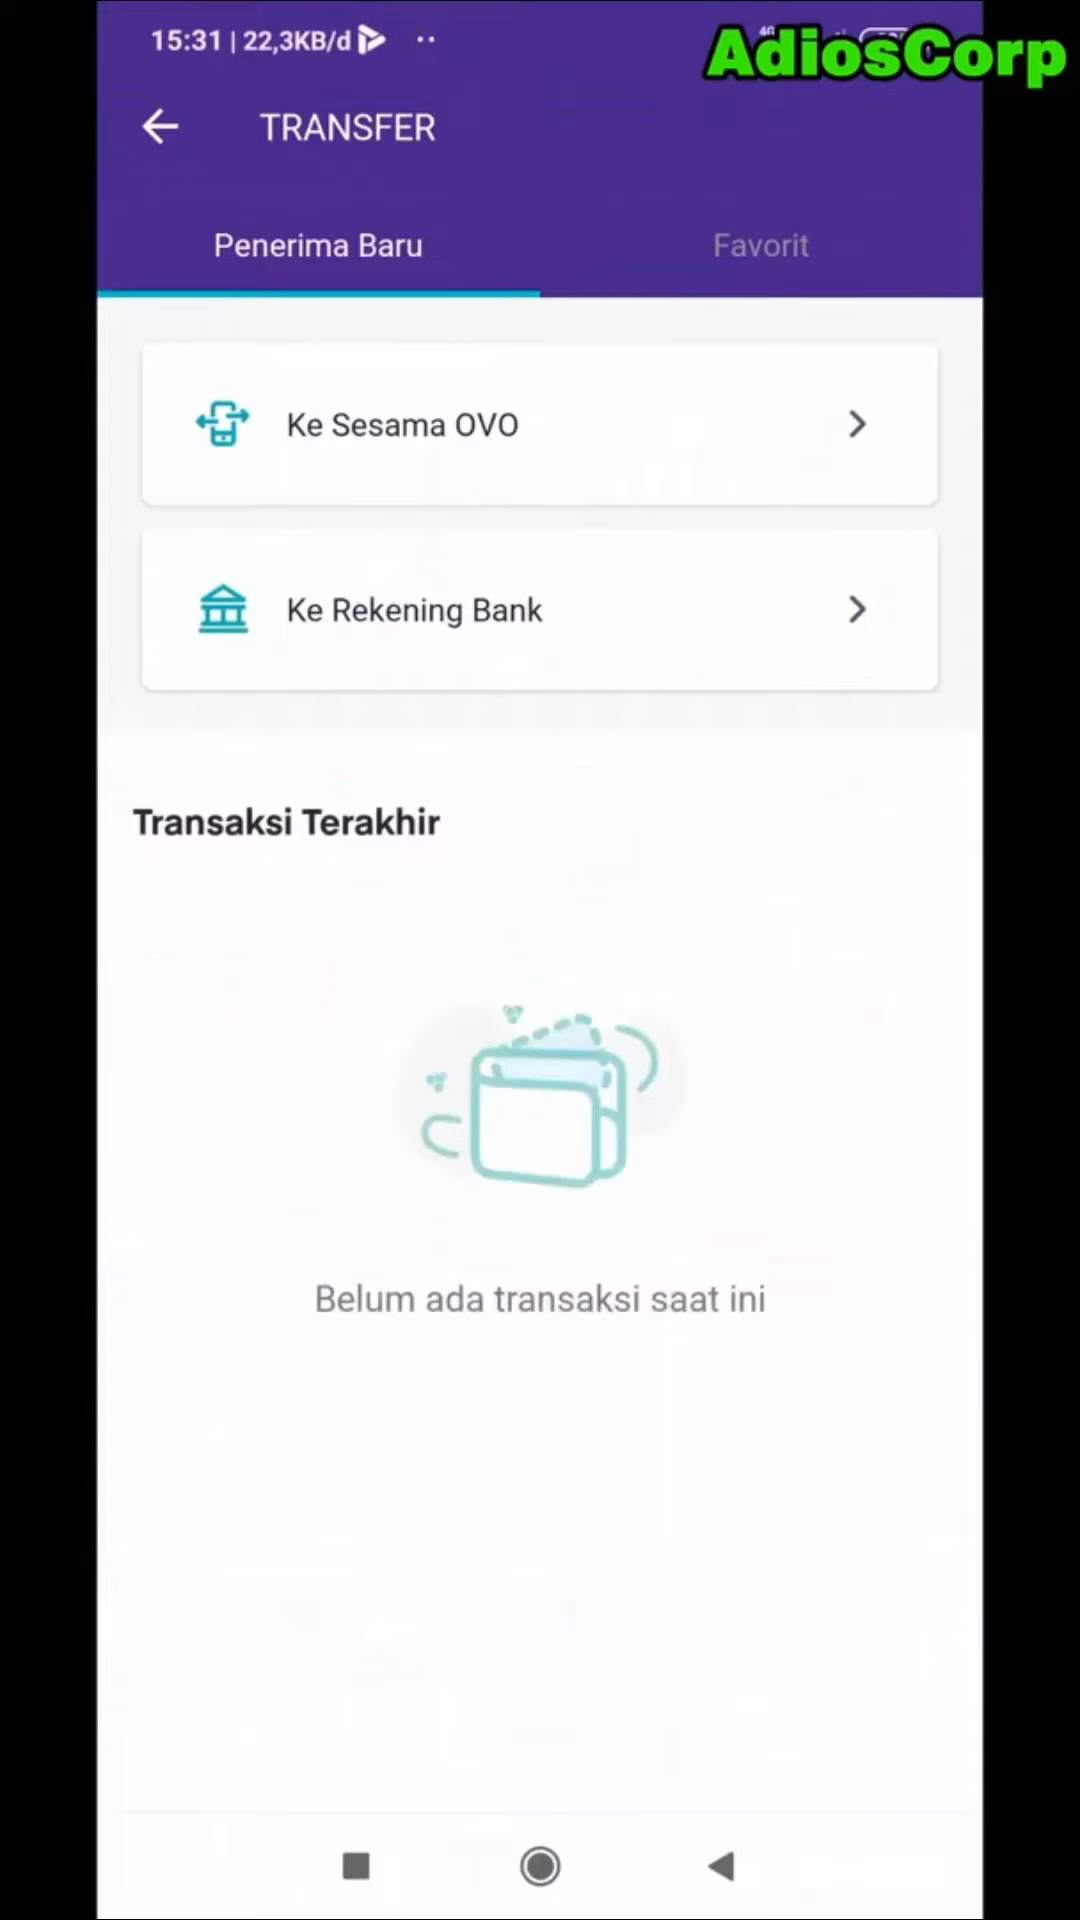 15:31 | 22,3KB/d
AdiosCorp
TRANSFER
Penerima Baru
Favorit
Ke Sesama OVO
Ke Rekening Bank
Transaksi Terakhir
Belum ada transaksi saat ini